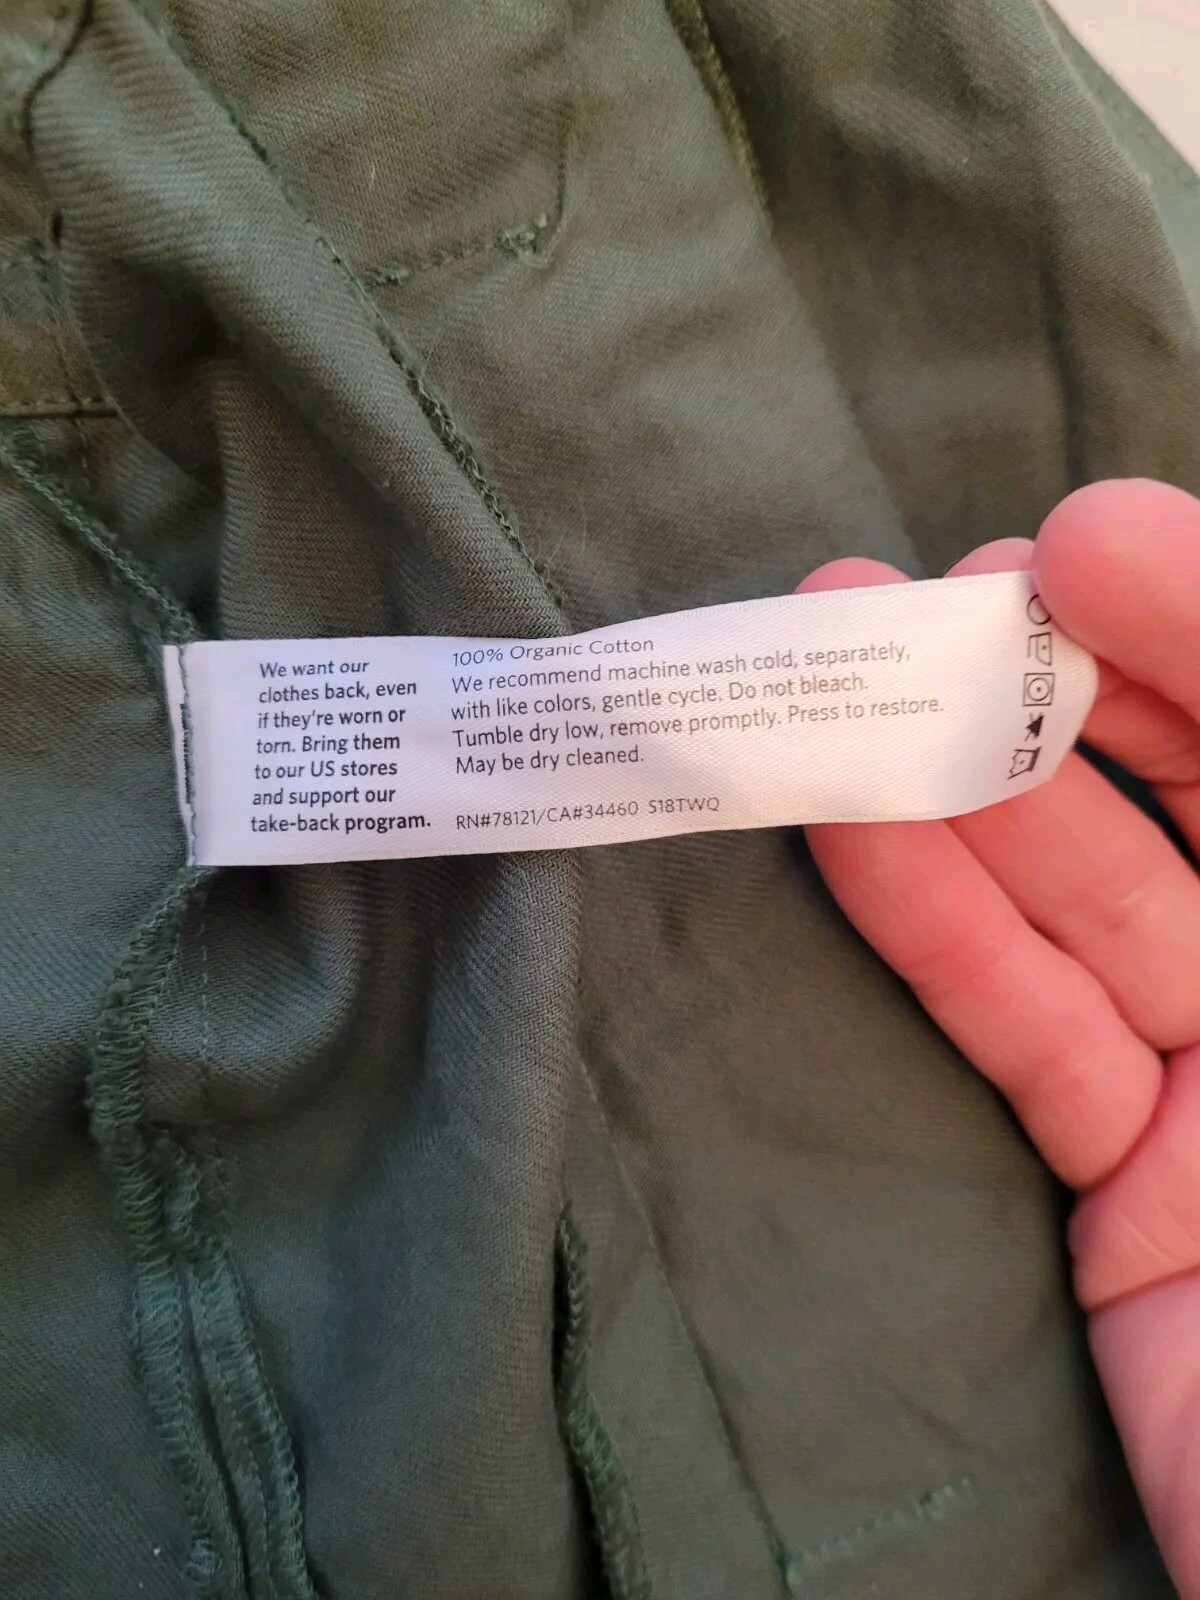 We want our
clothes back, even
if they're worn or
torn. Bring them
to our US stores
and support our
take-back program.
100% Organic Cotton
We recommend machine wash cold, separately,
with like colors, gentle cycle. Do not bleach.
Tumble dry low, remove promptly. Press to restore.
May be dry cleaned.
RN#78121/CA#34460 S18TWQ